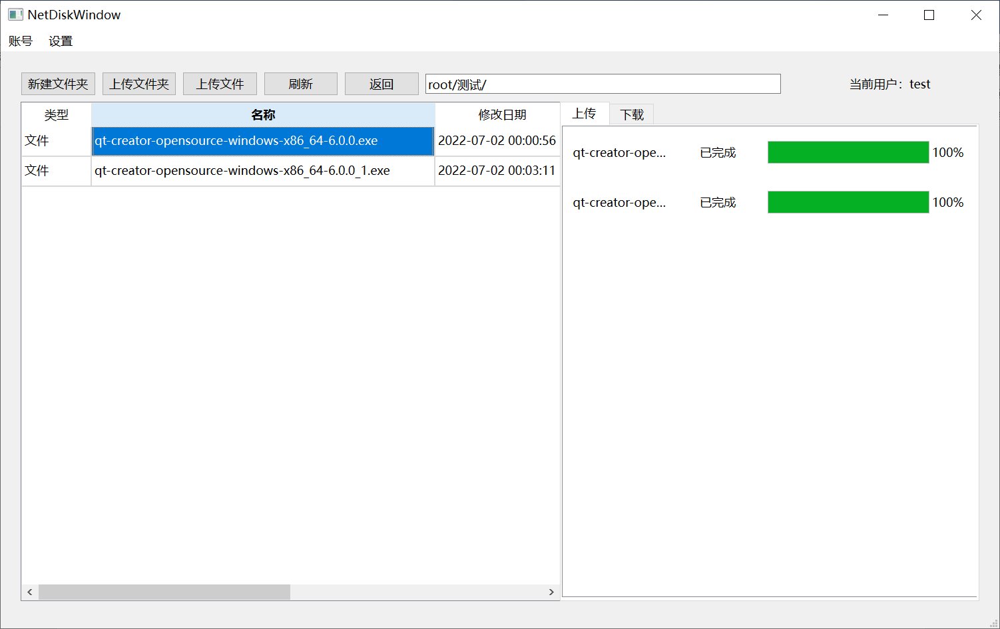 NetDiskWindow
账号 设置
新建文件夹 上传文件夹 上传文件 刷新 返回 root/测试/ 当前用户：test
类型 名称 修改日期 上传 下载
文件 qt-creator-opensource-windows-x86_64-6.0.0.exe 2022-07-02 00:00:56
文件 qt-creator-opensource-windows-x86_64-6.0.0_1.exe 2022-07-02 00:03:11
qt-creator-ope... 已完成 100%
qt-creator-ope... 已完成 100%